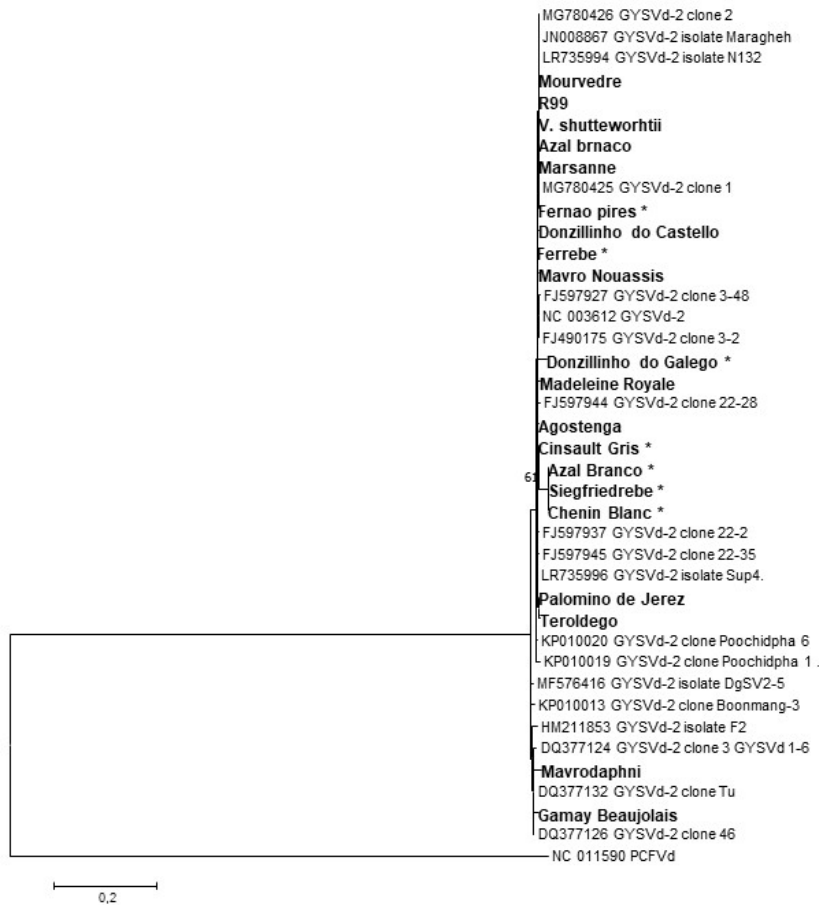 MG780426 GYSVd-2 clone 2
JN008867 GYSVd-2 isolate Maragheh
LR735994 GYSVd-2 isolate N132
Mourvedre
R99
V. shutteworhtii
Azal brnaco
Marsanne
MG780425 GYSVd-2 clone 1
Fernao pires *
Donzillinho do Castello
Ferrebe *
Mavro Nouassis
FJ597927 GYSVd-2 clone 3-48
NC 003612 GYSVd-2
FJ490175 GYSVd-2 clone 3-2
Donzillinho do Galego *
Madeleine Royale
FJ597944 GYSVd-2 clone 22-28
Agostenga
Cinsault Gris *
Azal Branco *
61
Siegfriedrebe *
Chenin Blanc *
FJ597937 GYSVd-2 clone 22-2
FJ597945 GYSVd-2 clone 22-35
LR735996 GYSVd-2 isolate Sup4.
Palomino de Jerez
Teroldego
KP010020 GYSVd-2 clone Poochidpha 6
KP010019 GYSVd-2 clone Poochidpha 1 .
MF576416 GYSVd-2 isolate DgSV2-5
KP010013 GYSVd-2 clone Boonmang-3
HM211853 GYSVd-2 isolate F2
DQ377124 GYSVd-2 clone 3 GYSVd 1-6
Mavrodaphni
DQ377132 GYSVd-2 clone Tu
Gamay Beaujolais
DQ377126 GYSVd-2 clone 46
NC 011590 PCFVd
0,2